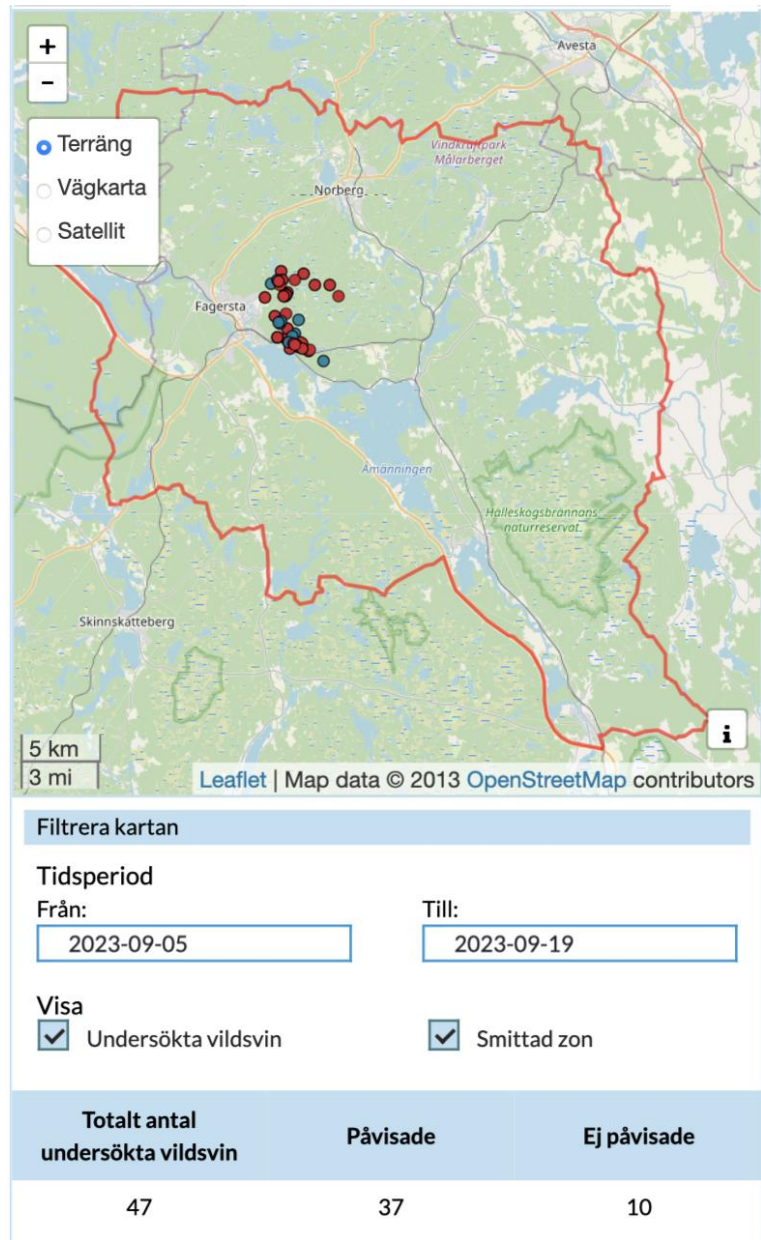 +
Avesta
−
Terräng
Vindkraftpark
Målarberget
Vägkarta
Norberg
Satellit
Fagersta
Åmänningen
Hälleskogsbrännans
naturreservat.
Skinnskatteberg
i
5 km
3 mi
Leaflet | Map data © 2013 OpenStreetMap contributors
Filtrera kartan
Tidsperiod
Från: Till:
2023-09-05 2023-09-19
Visa
Undersökta vildsvin Smittad zon
Totalt antal
undersökta vildsvin Påvisade Ej påvisade
47 37 10